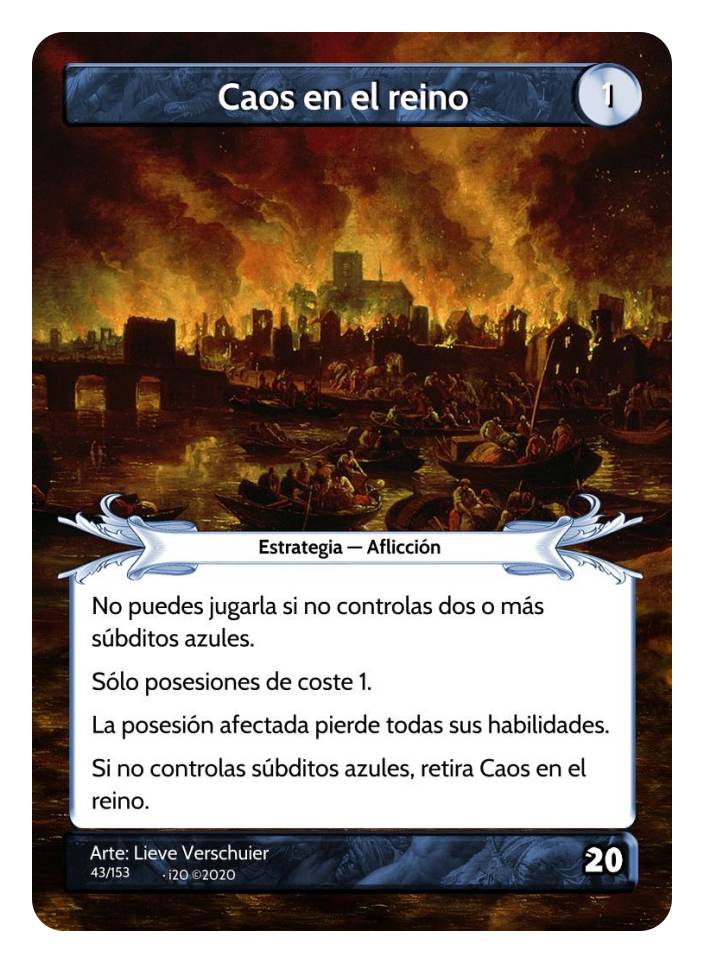 Caos en el reino
1
Estrategia — Aflicción
No puedes jugarla si no controlas dos o más
súbditos azules.
Sólo posesiones de coste 1.
La posesión afectada pierde todas sus habilidades.
Si no controlas súbditos azules, retira Caos en el
reino.
Arte: Lieve Verschuier
43/153 · i20 ©2020
20